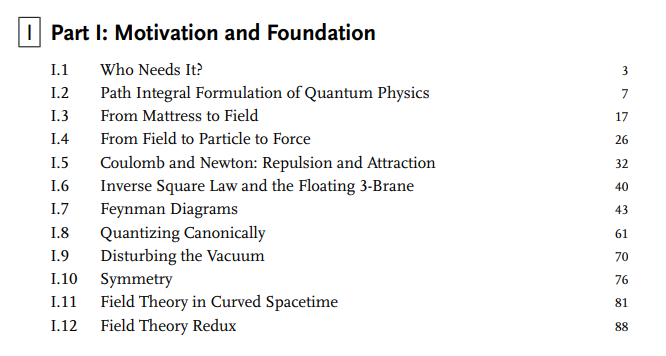 I Part I: Motivation and Foundation
I.1 Who Needs It? 3
I.2 Path Integral Formulation of Quantum Physics 7
I.3 From Mattress to Field 17
I.4 From Field to Particle to Force 26
I.5 Coulomb and Newton: Repulsion and Attraction 32
I.6 Inverse Square Law and the Floating 3-Brane 40
I.7 Feynman Diagrams 43
I.8 Quantizing Canonically 61
I.9 Disturbing the Vacuum 70
I.10 Symmetry 76
I.11 Field Theory in Curved Spacetime 81
I.12 Field Theory Redux 88